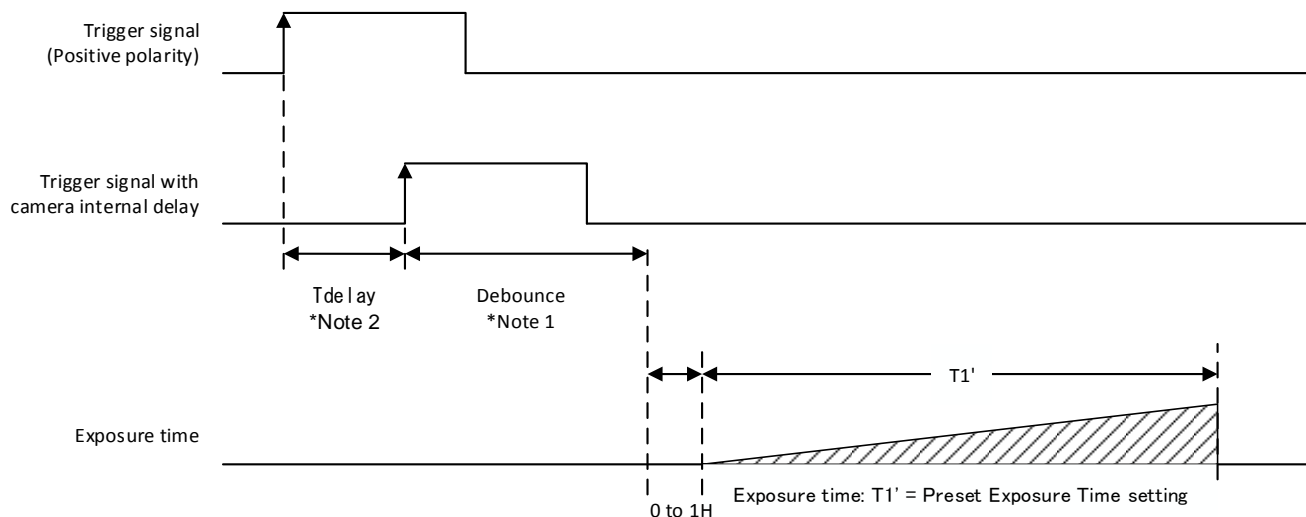 Trigger signal
(Positive polarity)
Trigger signal with
camera internal delay
Tdelay
*Note 2
Debounce
*Note 1
T1'
Exposure time
Exposure time: T1' = Preset Exposure Time setting
0 to 1H